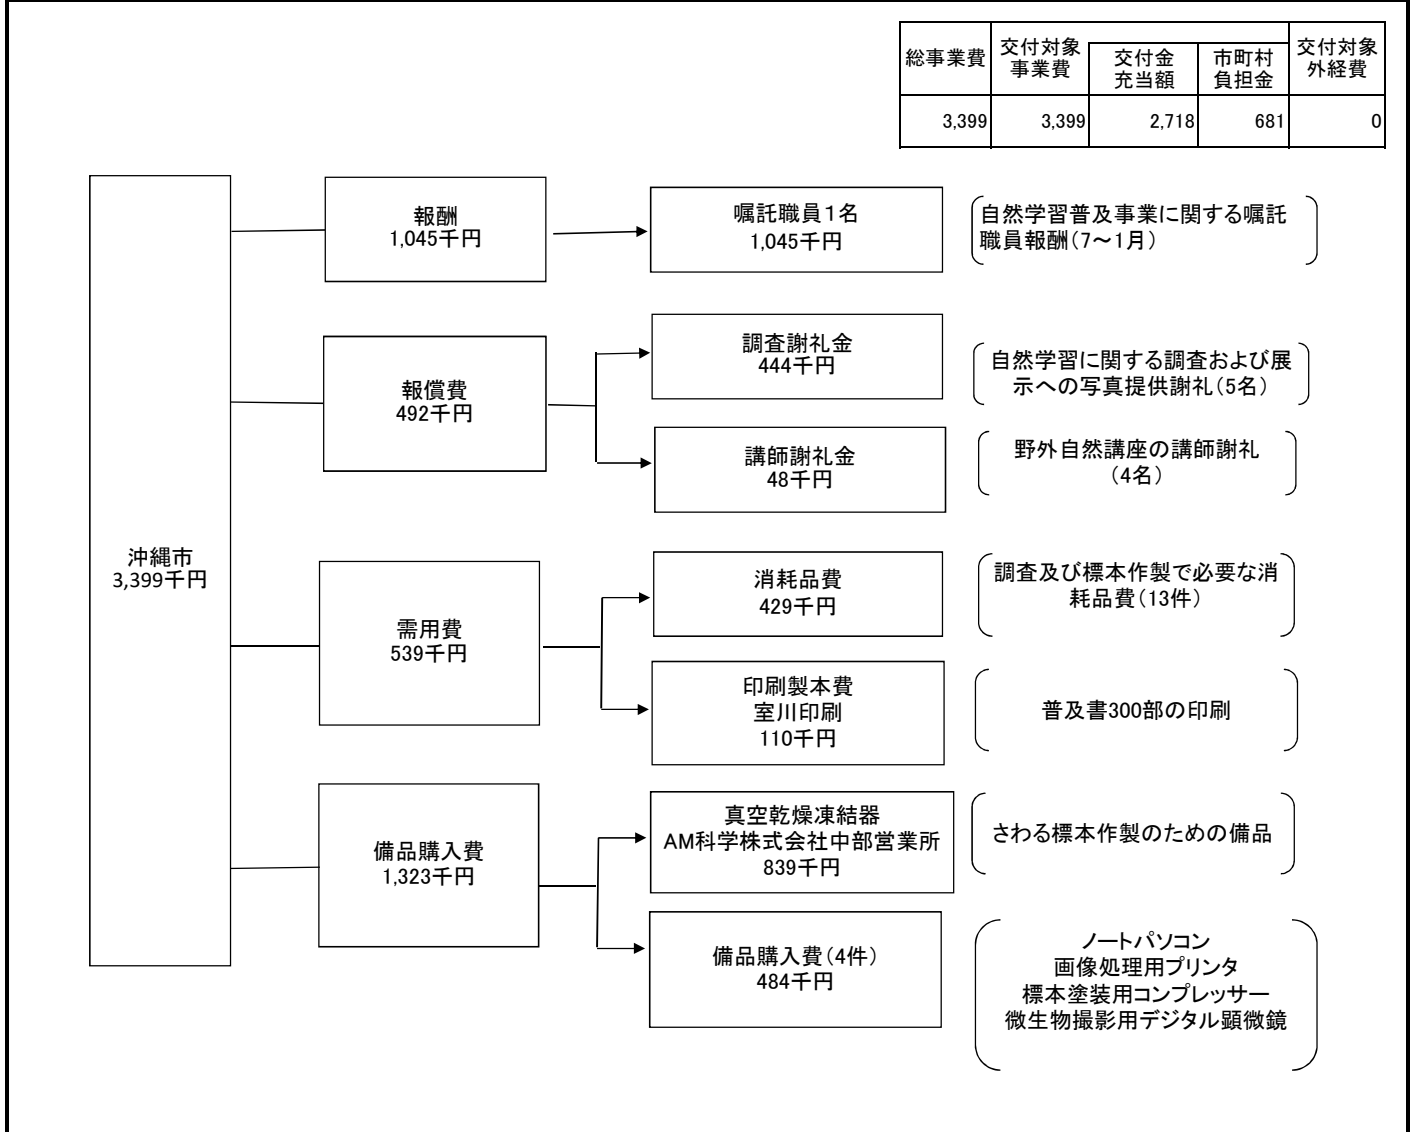 総事業費
交付対象
事業費
交付金
充当額
市町村
負担金
交付対象
外経費
3,399
3,399
2,718
681
0
沖縄市
3,399千円
報酬
1,045千円
嘱託職員1名
1,045千円
自然学習普及事業に関する嘱託
職員報酬(7～1月)
報償費
492千円
調査謝礼金
444千円
自然学習に関する調査および展
示への写真提供謝礼(5名)
講師謝礼金
48千円
野外自然講座の講師謝礼
(4名)
需用費
539千円
消耗品費
429千円
調査及び標本作製で必要な消
耗品費(13件)
印刷製本費
室川印刷
110千円
普及書300部の印刷
備品購入費
1,323千円
真空乾燥凍結器
AM科学株式会社中部営業所
839千円
さわる標本作製のための備品
備品購入費(4件)
484千円
ノートパソコン
画像処理用プリンタ
標本塗装用コンプレッサー
微生物撮影用デジタル顕微鏡